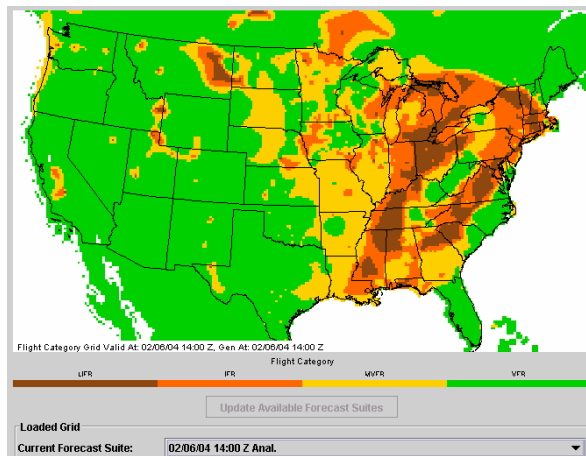 Flight Category Grid Valid At: 02/06/04 14:00 Z, Gen At: 02/06/04 14:00 Z
Flight Category
LIFR IFR MVFR VFR
Update Available Forecast Suites
Loaded Grid
Current Forecast Suite: 02/06/04 14:00 Z Anal.